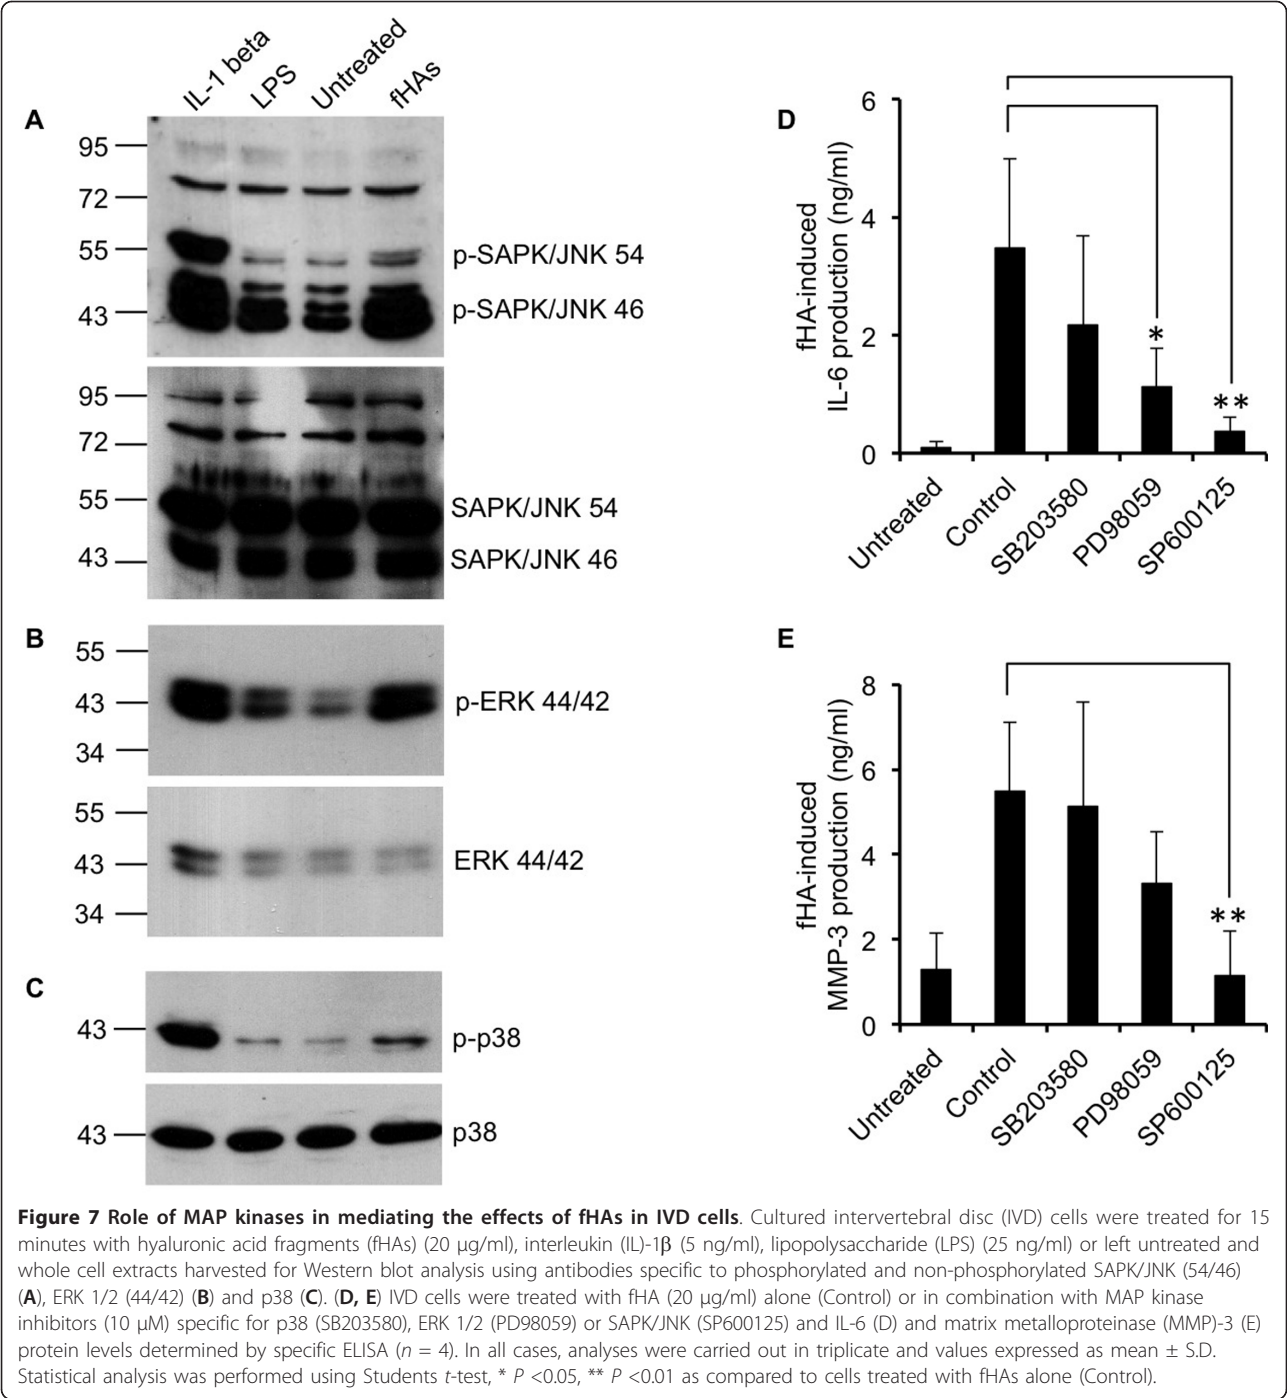 IL-1 beta
LPS
Untreated
fHAs
A
95
72
55
43
p-SAPK/JNK 54
p-SAPK/JNK 46
95
72
55
43
SAPK/JNK 54
SAPK/JNK 46
B
55
43
34
p-ERK 44/42
55
43
34
ERK 44/42
C
43
p-p38
43
p38
D
fHA-induced
IL-6 production (ng/ml)
6
4
2
0
*
**
Untreated
Control
SB203580
PD98059
SP600125
E
fHA-induced
MMP-3 production (ng/ml)
8
6
4
2
0
**
Untreated
Control
SB203580
PD98059
SP600125
Figure 7 Role of MAP kinases in mediating the effects of fHAs in IVD cells. Cultured intervertebral disc (IVD) cells were treated for 15
minutes with hyaluronic acid fragments (fHAs) (20 μg/ml), interleukin (IL)-1β (5 ng/ml), lipopolysaccharide (LPS) (25 ng/ml) or left untreated and
whole cell extracts harvested for Western blot analysis using antibodies specific to phosphorylated and non-phosphorylated SAPK/JNK (54/46)
(A), ERK 1/2 (44/42) (B) and p38 (C). (D, E) IVD cells were treated with fHA (20 μg/ml) alone (Control) or in combination with MAP kinase
inhibitors (10 μM) specific for p38 (SB203580), ERK 1/2 (PD98059) or SAPK/JNK (SP600125) and IL-6 (D) and matrix metalloproteinase (MMP)-3 (E)
protein levels determined by specific ELISA (n = 4). In all cases, analyses were carried out in triplicate and values expressed as mean ± S.D.
Statistical analysis was performed using Students t-test, * P <0.05, ** P <0.01 as compared to cells treated with fHAs alone (Control).